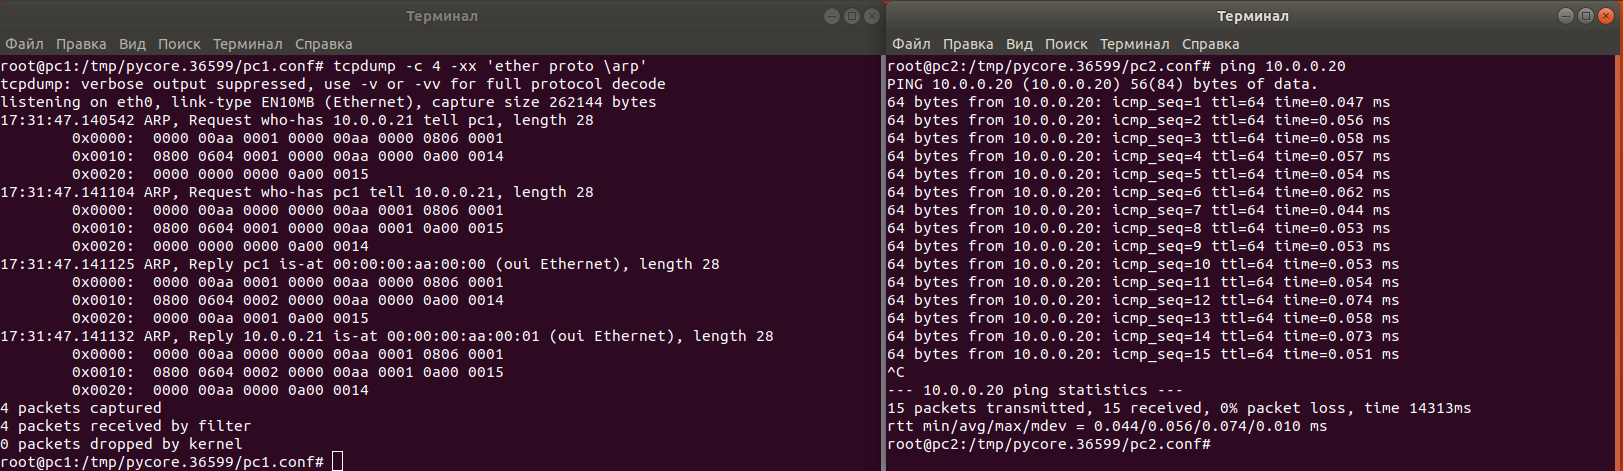 Терминал
Файл Правка Вид Поиск Терминал Справка
root@pc1:/tmp/pycore.36599/pc1.conf# tcpdump -c 4 -xx 'ether proto \arp'
tcpdump: verbose output suppressed, use -v or -vv for full protocol decode
listening on eth0, link-type EN10MB (Ethernet), capture size 262144 bytes
17:31:47.140542 ARP, Request who-has 10.0.0.21 tell pc1, length 28
0x0000:  0000 00aa 0001 0000 00aa 0000 0806 0001
0x0010:  0800 0604 0001 0000 00aa 0000 0a00 0014
0x0020:  0000 0000 0000 0a00 0015
17:31:47.141104 ARP, Request who-has pc1 tell 10.0.0.21, length 28
0x0000:  0000 00aa 0000 0000 00aa 0001 0806 0001
0x0010:  0800 0604 0001 0000 00aa 0001 0a00 0015
0x0020:  0000 0000 0000 0a00 0014
17:31:47.141125 ARP, Reply pc1 is-at 00:00:00:aa:00:00 (oui Ethernet), length 28
0x0000:  0000 00aa 0001 0000 00aa 0000 0806 0001
0x0010:  0800 0604 0002 0000 00aa 0000 0a00 0014
0x0020:  0000 00aa 0001 0a00 0015
17:31:47.141132 ARP, Reply 10.0.0.21 is-at 00:00:00:aa:00:01 (oui Ethernet), length 28
0x0000:  0000 00aa 0000 0000 00aa 0001 0806 0001
0x0010:  0800 0604 0002 0000 00aa 0001 0a00 0015
0x0020:  0000 00aa 0000 0a00 0014
4 packets captured
4 packets received by filter
0 packets dropped by kernel
root@pc1:/tmp/pycore.36599/pc1.conf#
Терминал
Файл Правка Вид Поиск Терминал Справка
root@pc2:/tmp/pycore.36599/pc2.conf# ping 10.0.0.20
PING 10.0.0.20 (10.0.0.20) 56(84) bytes of data.
64 bytes from 10.0.0.20: icmp_seq=1 ttl=64 time=0.047 ms
64 bytes from 10.0.0.20: icmp_seq=2 ttl=64 time=0.056 ms
64 bytes from 10.0.0.20: icmp_seq=3 ttl=64 time=0.058 ms
64 bytes from 10.0.0.20: icmp_seq=4 ttl=64 time=0.057 ms
64 bytes from 10.0.0.20: icmp_seq=5 ttl=64 time=0.054 ms
64 bytes from 10.0.0.20: icmp_seq=6 ttl=64 time=0.062 ms
64 bytes from 10.0.0.20: icmp_seq=7 ttl=64 time=0.044 ms
64 bytes from 10.0.0.20: icmp_seq=8 ttl=64 time=0.053 ms
64 bytes from 10.0.0.20: icmp_seq=9 ttl=64 time=0.053 ms
64 bytes from 10.0.0.20: icmp_seq=10 ttl=64 time=0.053 ms
64 bytes from 10.0.0.20: icmp_seq=11 ttl=64 time=0.054 ms
64 bytes from 10.0.0.20: icmp_seq=12 ttl=64 time=0.074 ms
64 bytes from 10.0.0.20: icmp_seq=13 ttl=64 time=0.058 ms
64 bytes from 10.0.0.20: icmp_seq=14 ttl=64 time=0.073 ms
64 bytes from 10.0.0.20: icmp_seq=15 ttl=64 time=0.051 ms
^C
--- 10.0.0.20 ping statistics ---
15 packets transmitted, 15 received, 0% packet loss, time 14313ms
rtt min/avg/max/mdev = 0.044/0.056/0.074/0.010 ms
root@pc2:/tmp/pycore.36599/pc2.conf#